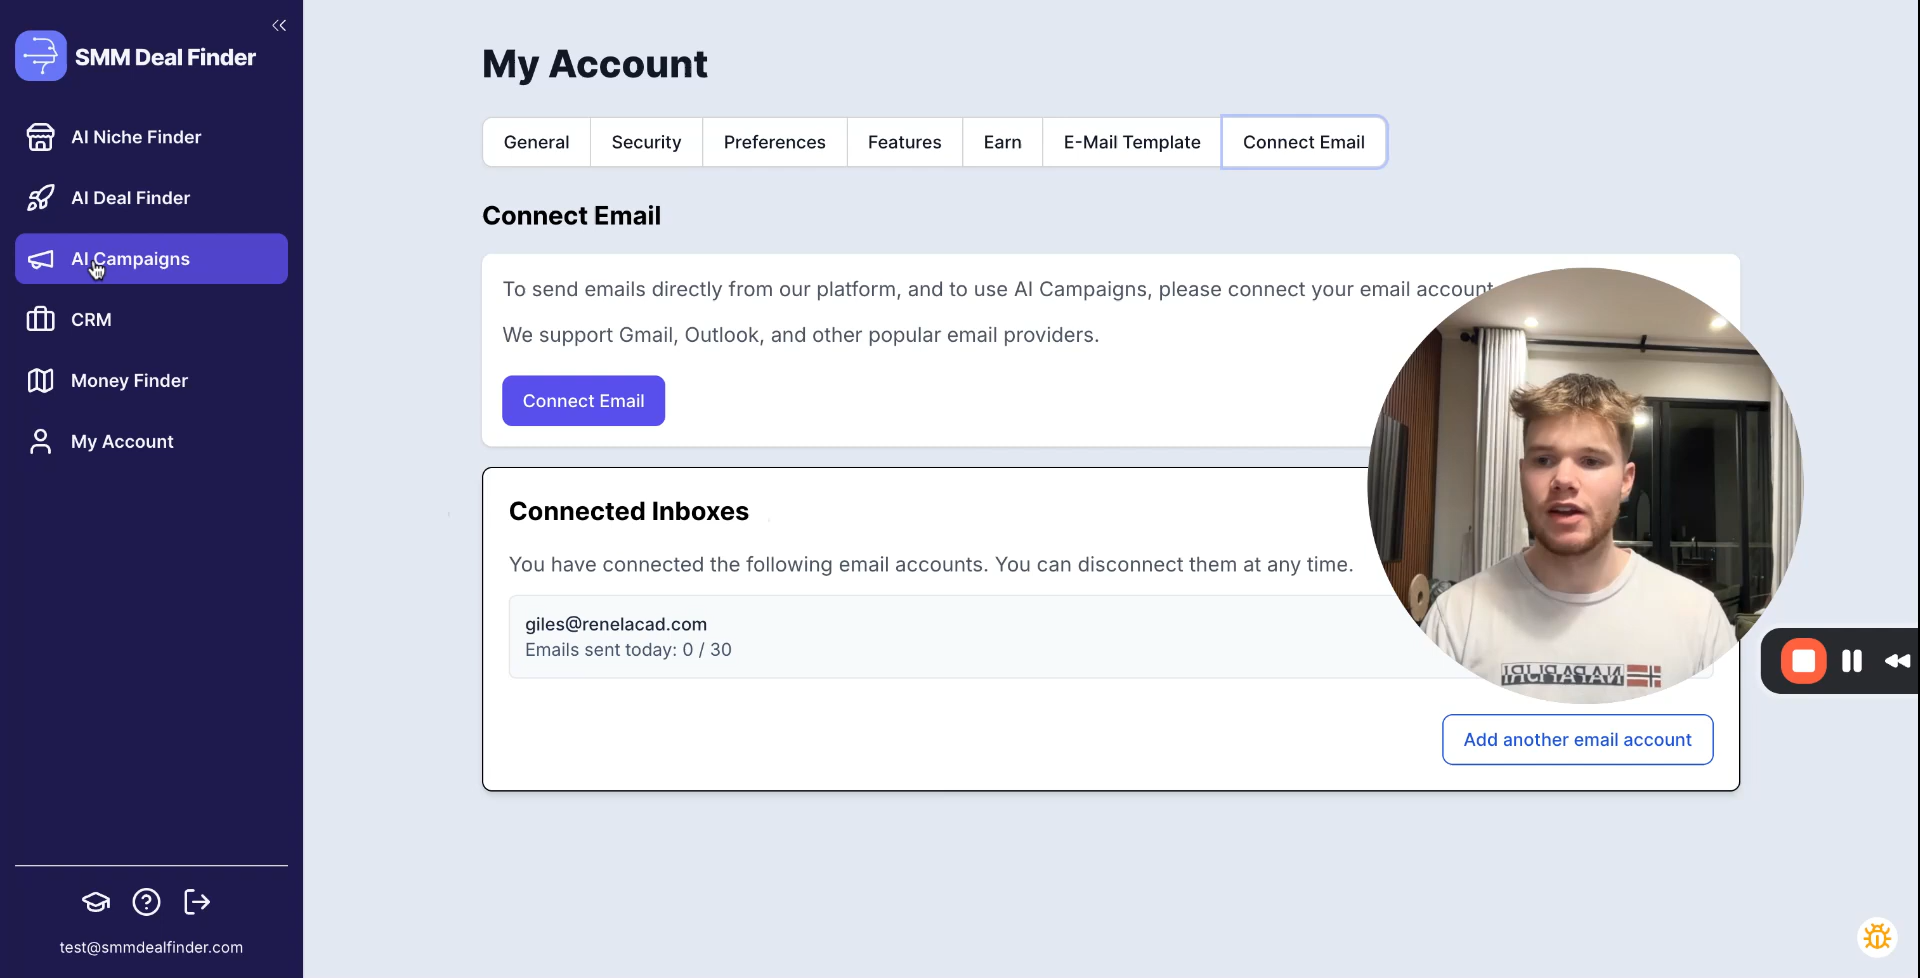 SMM Deal Finder
AI Niche Finder
AI Deal Finder
AI Campaigns
CRM
Money Finder
My Account
test@smmdealfinder.com
My Account
General
Security
Preferences
Features
Earn
E-Mail Template
Connect Email
Connect Email
To send emails directly from our platform, and to use AI Campaigns, please connect your email account
We support Gmail, Outlook, and other popular email providers.
Connect Email
Connected Inboxes
You have connected the following email accounts. You can disconnect them at any time.
giles@renelacad.com
Emails sent today: 0 / 30
Add another email account
NAPAPIJRI